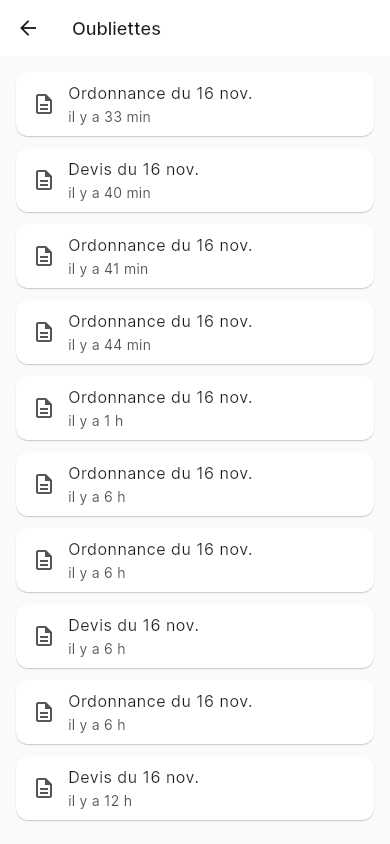 Oubliettes
Ordonnance du 16 nov.
il y a 33 min
Devis du 16 nov.
il y a 40 min
Ordonnance du 16 nov.
il y a 41 min
Ordonnance du 16 nov.
il y a 44 min
Ordonnance du 16 nov.
il y a 1 h
Ordonnance du 16 nov.
il y a 6 h
Ordonnance du 16 nov.
il y a 6 h
Devis du 16 nov.
il y a 6 h
Ordonnance du 16 nov.
il y a 6 h
Devis du 16 nov.
il y a 12 h